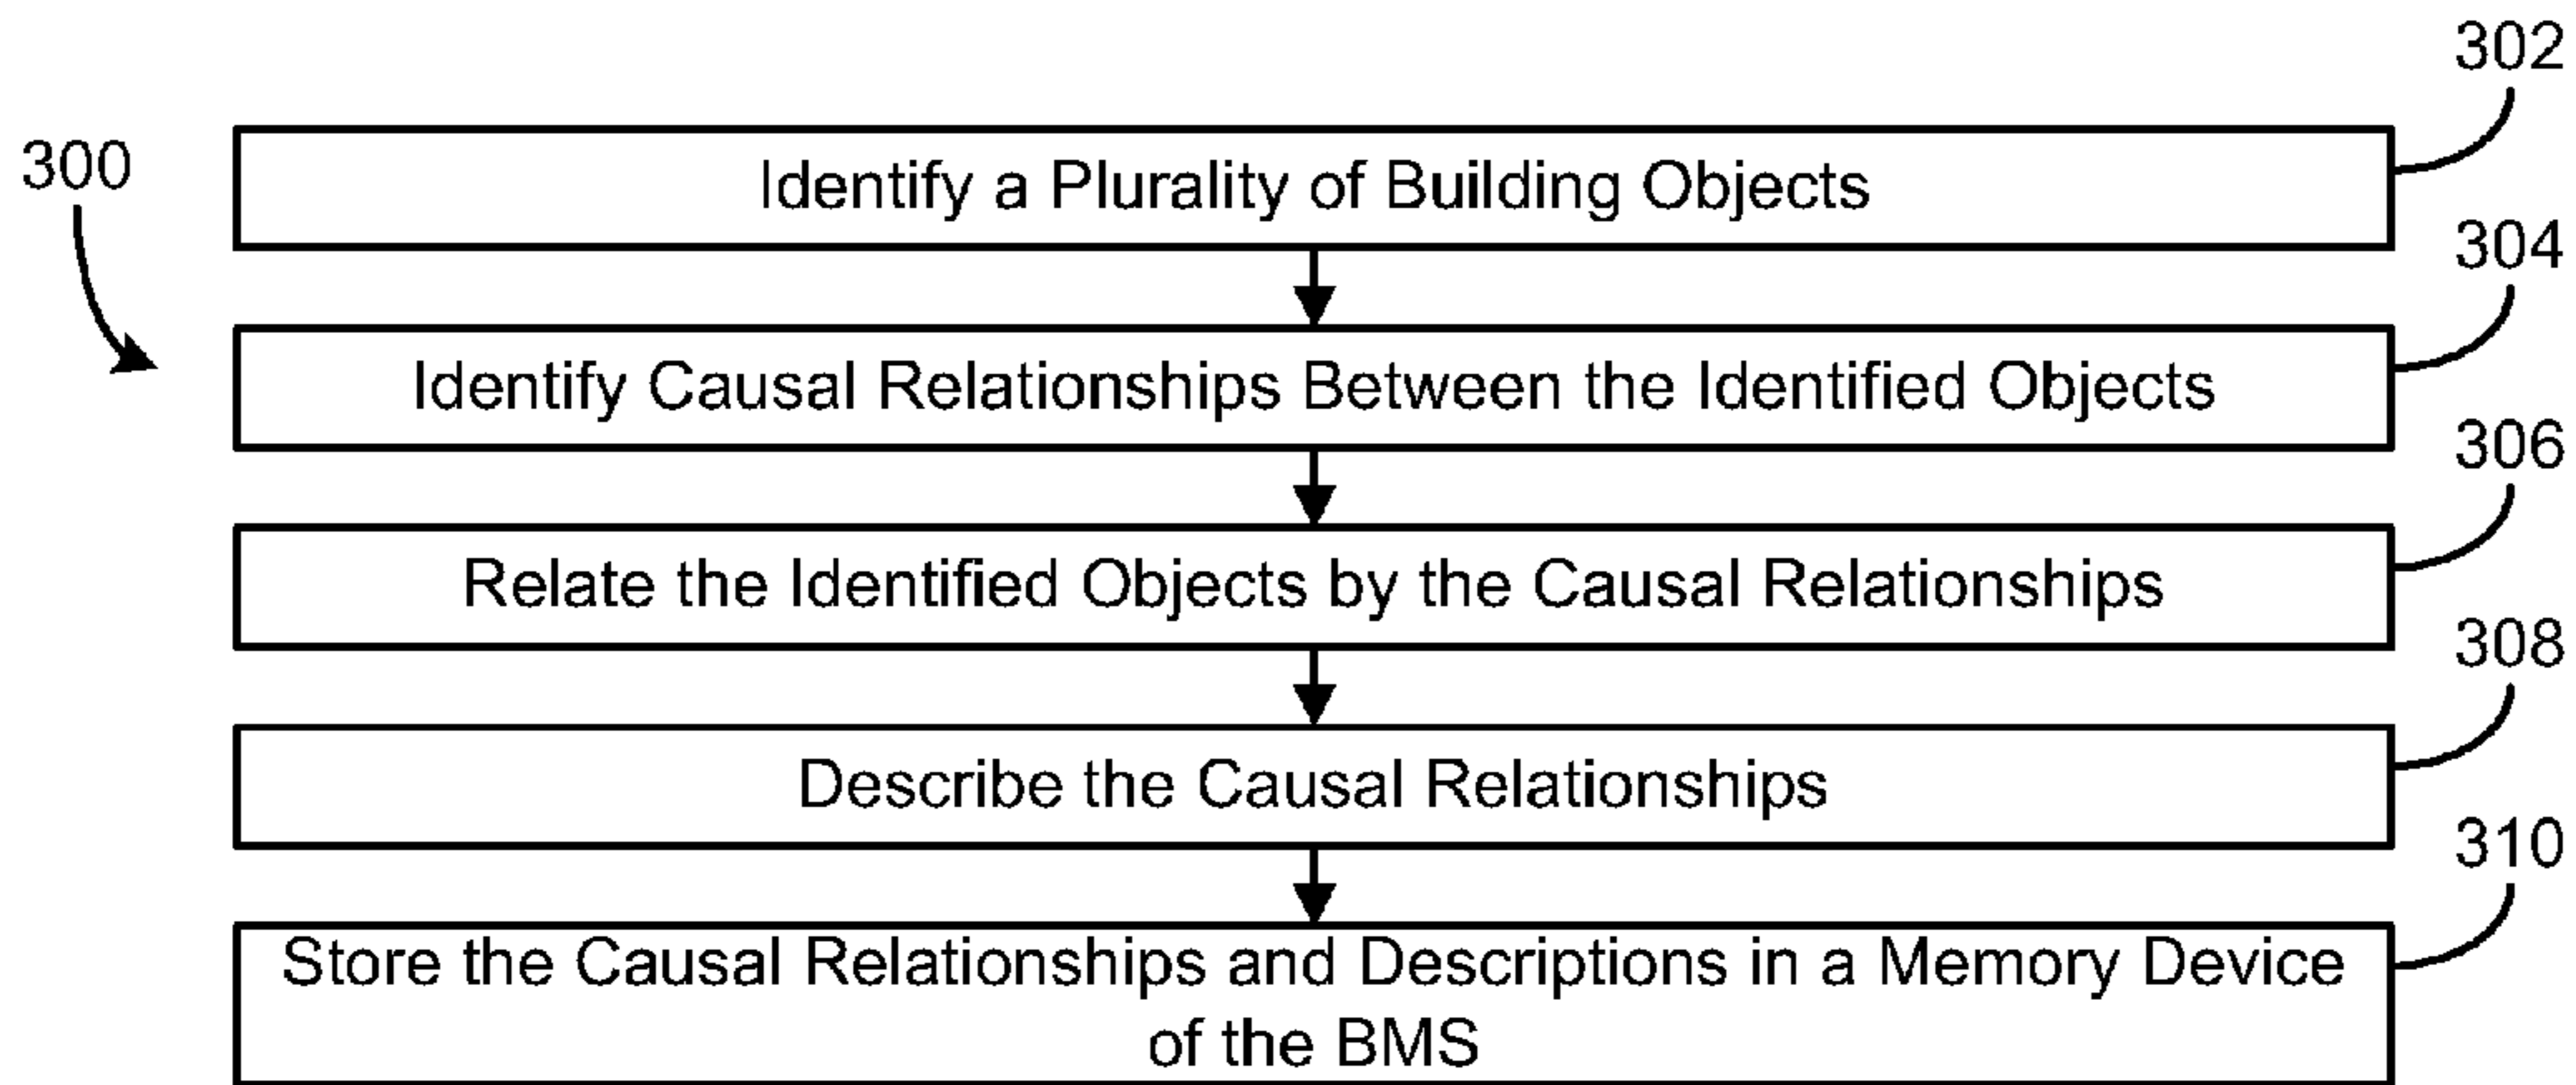 302
300
Identify a Plurality of Building Objects
304
Identify Causal Relationships Between the Identified Objects
306
Relate the Identified Objects by the Causal Relationships
308
Describe the Causal Relationships
310
Store the Causal Relationships and Descriptions in a Memory Device
of the BMS